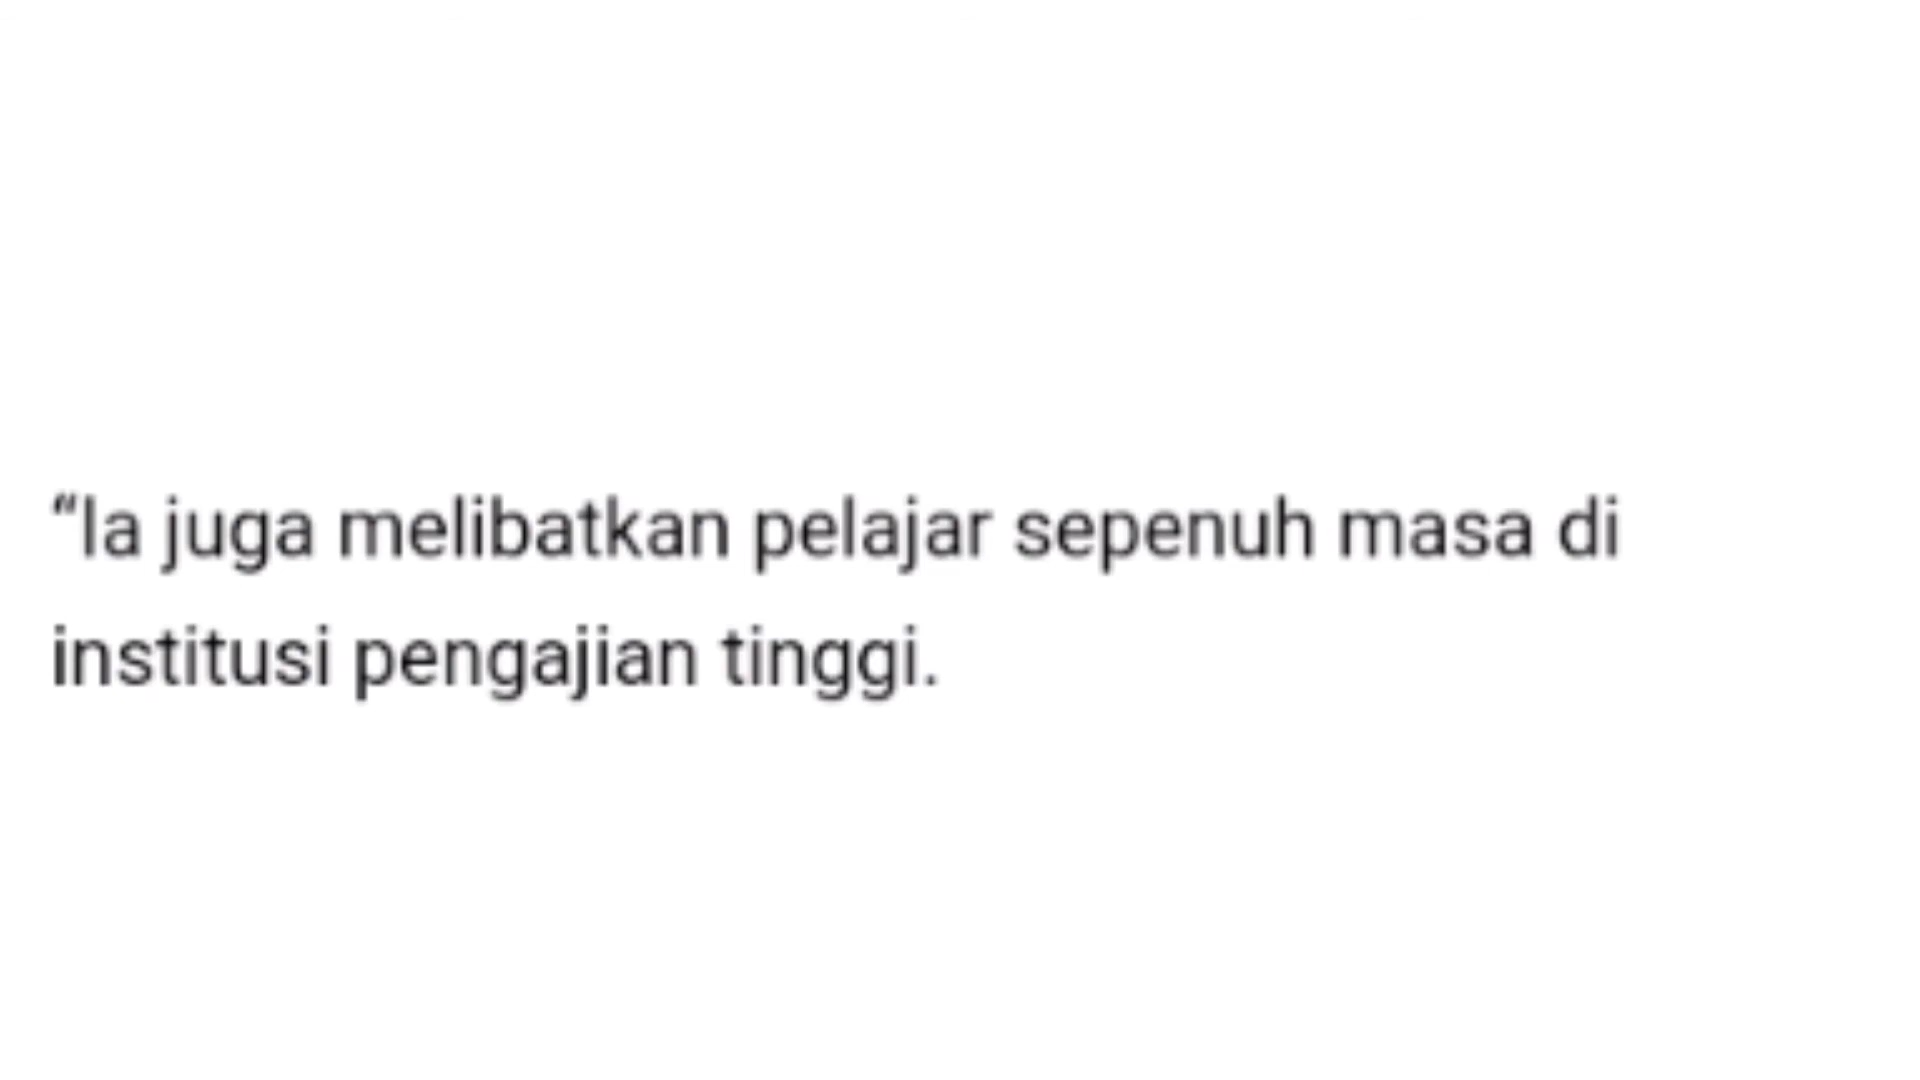 “Ia juga melibatkan pelajar sepenuh masa di
institusi pengajian tinggi.